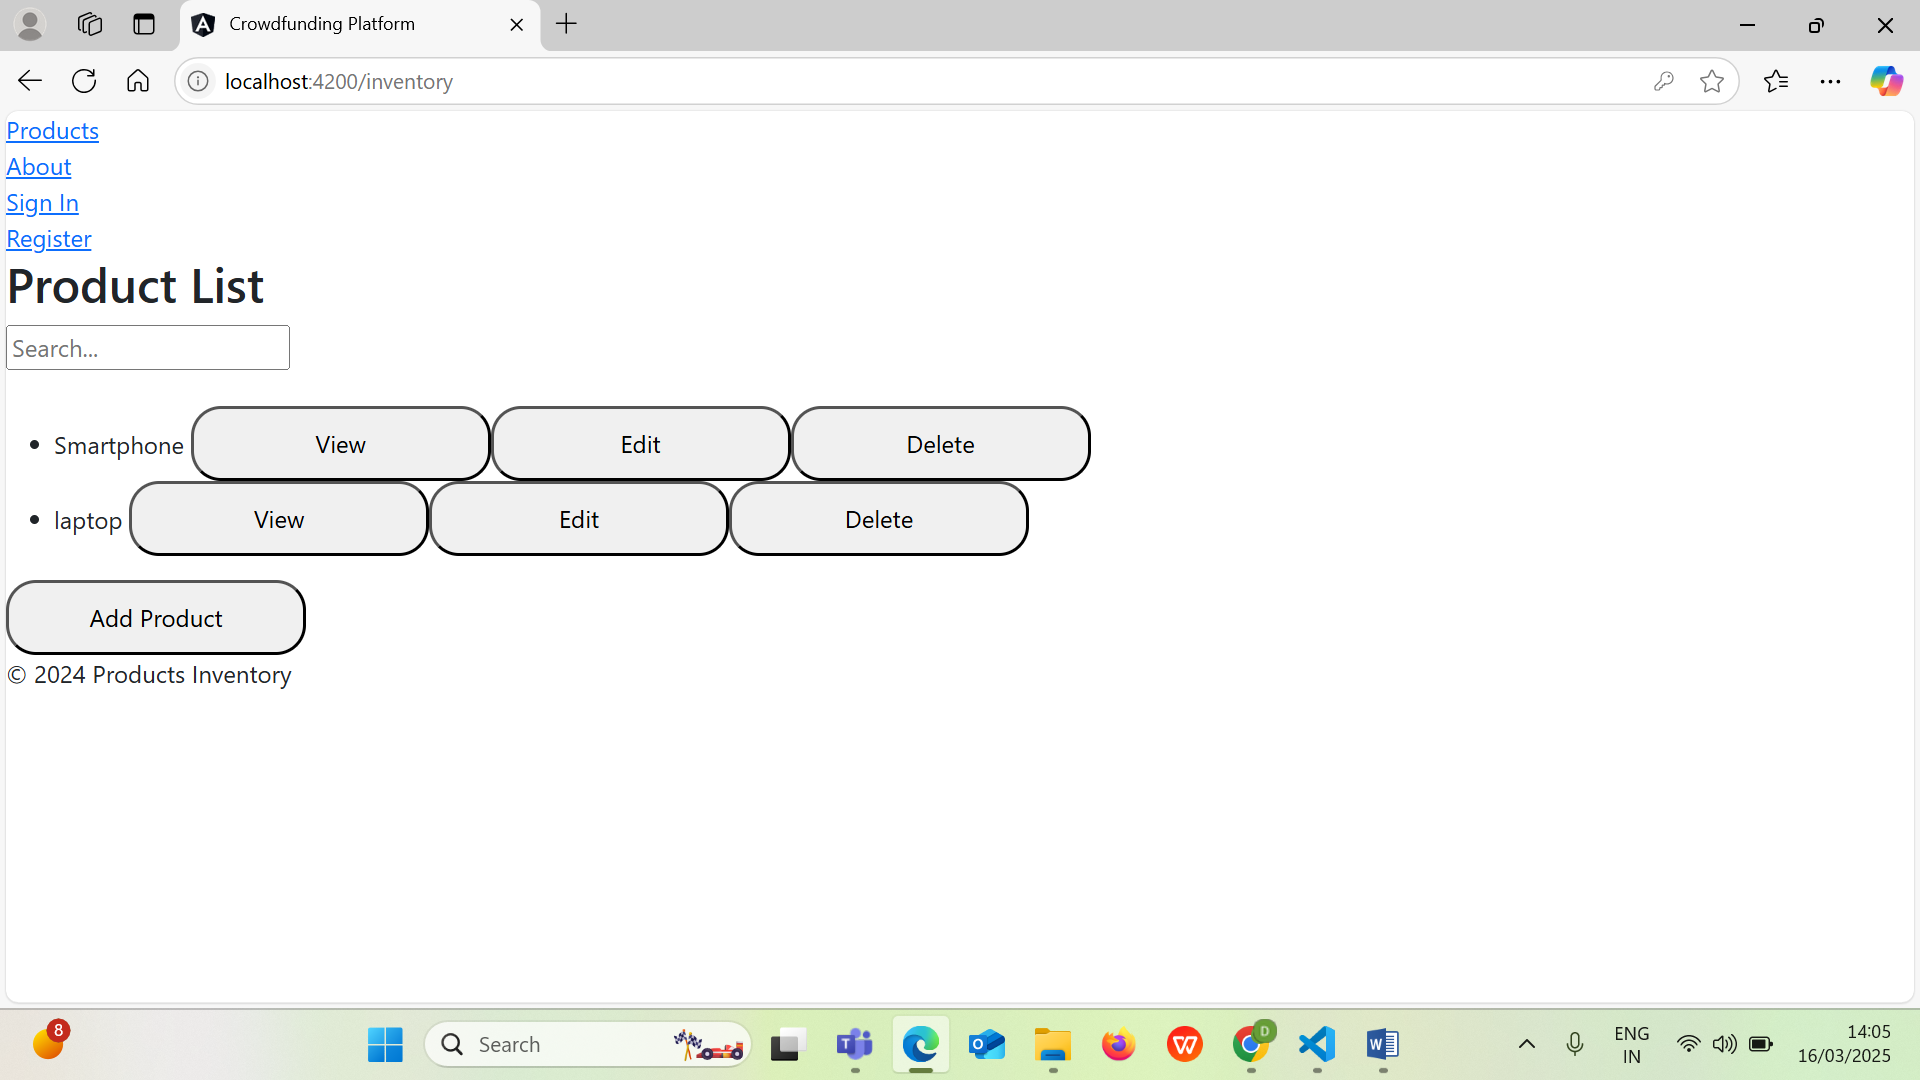 Crowdfunding Platform
localhost:4200/inventory
Products
About
Sign In
Register
Product List
Search...
Smartphone View Edit Delete
laptop View Edit Delete
Add Product
© 2024 Products Inventory
8
Search
D
ENG
IN
14:05
16/03/2025